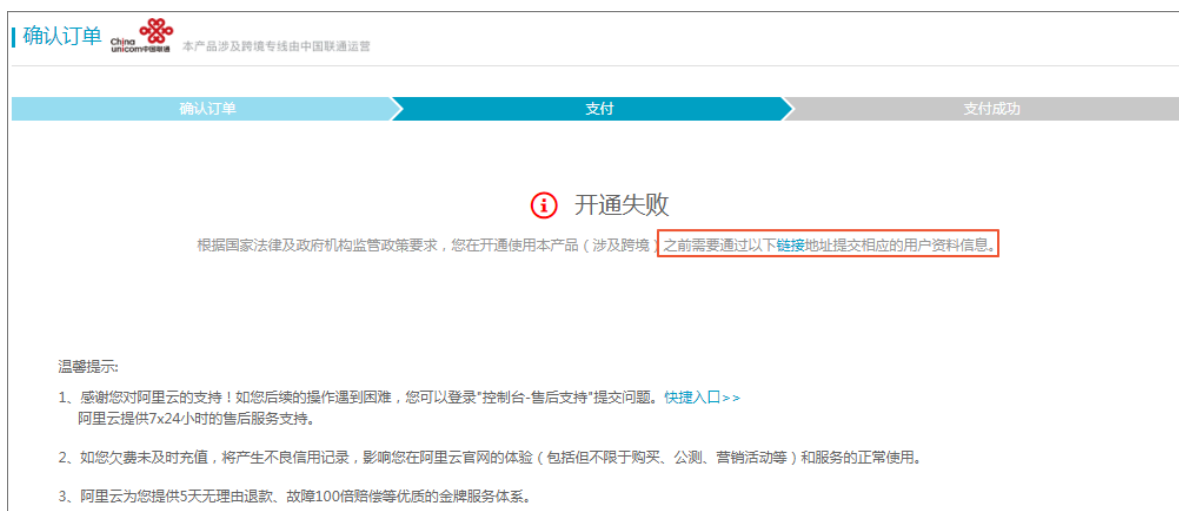 确认订单
China
unicom中国联通
本产品涉及跨境专线由中国联通运营
确认订单
支付
支付成功
开通失败
根据国家法律及政府机构监管政策要求，您在开通使用本产品（涉及跨境）之前需要通过以下链接地址提交相应的用户资料信息。
温馨提示:
1、感谢您对阿里云的支持！如您后续的操作遇到困难，您可以登录"控制台-售后支持"提交问题。快捷入口>>
阿里云提供7x24小时的售后服务支持。
2、如您欠费未及时充值，将产生不良信用记录，影响您在阿里云官网的体验（包括但不限于购买、公测、营销活动等）和服务的正常使用。
3、阿里云为您提供5天无理由退款、故障100倍赔偿等优质的金牌服务体系。